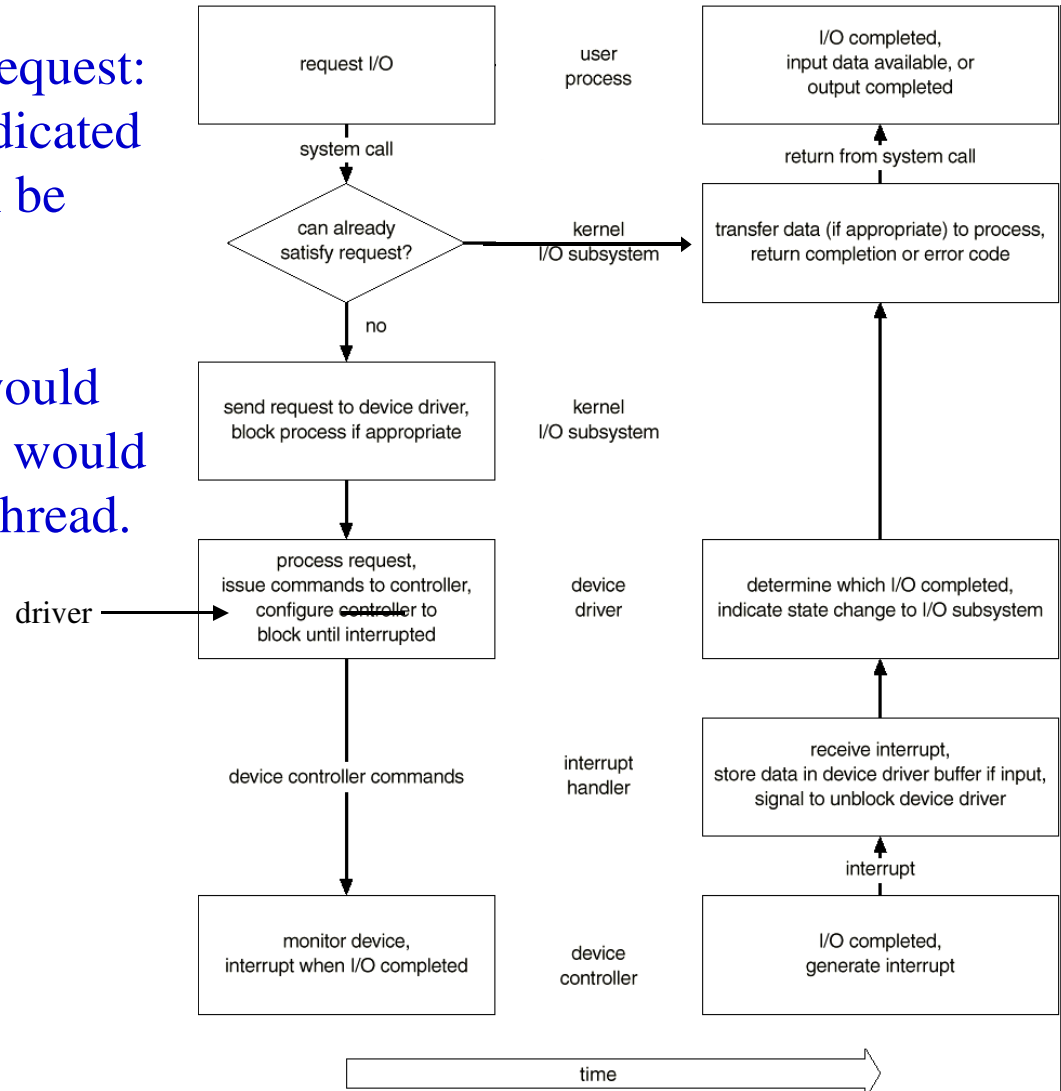 equest:
dicated
be
would
would
hread.
driver
request I/O
user
process
I/O completed,
input data available, or
output completed
system call
return from system call
can already
satisfy request?
kernel
I/O subsystem
transfer data (if appropriate) to process,
return completion or error code
no
send request to device driver,
block process if appropriate
kernel
I/O subsystem
process request,
issue commands to controller,
configure controller to
block until interrupted
device
driver
determine which I/O completed,
indicate state change to I/O subsystem
device controller commands
interrupt
handler
receive interrupt,
store data in device driver buffer if input,
signal to unblock device driver
interrupt
monitor device,
interrupt when I/O completed
device
controller
I/O completed,
generate interrupt
time